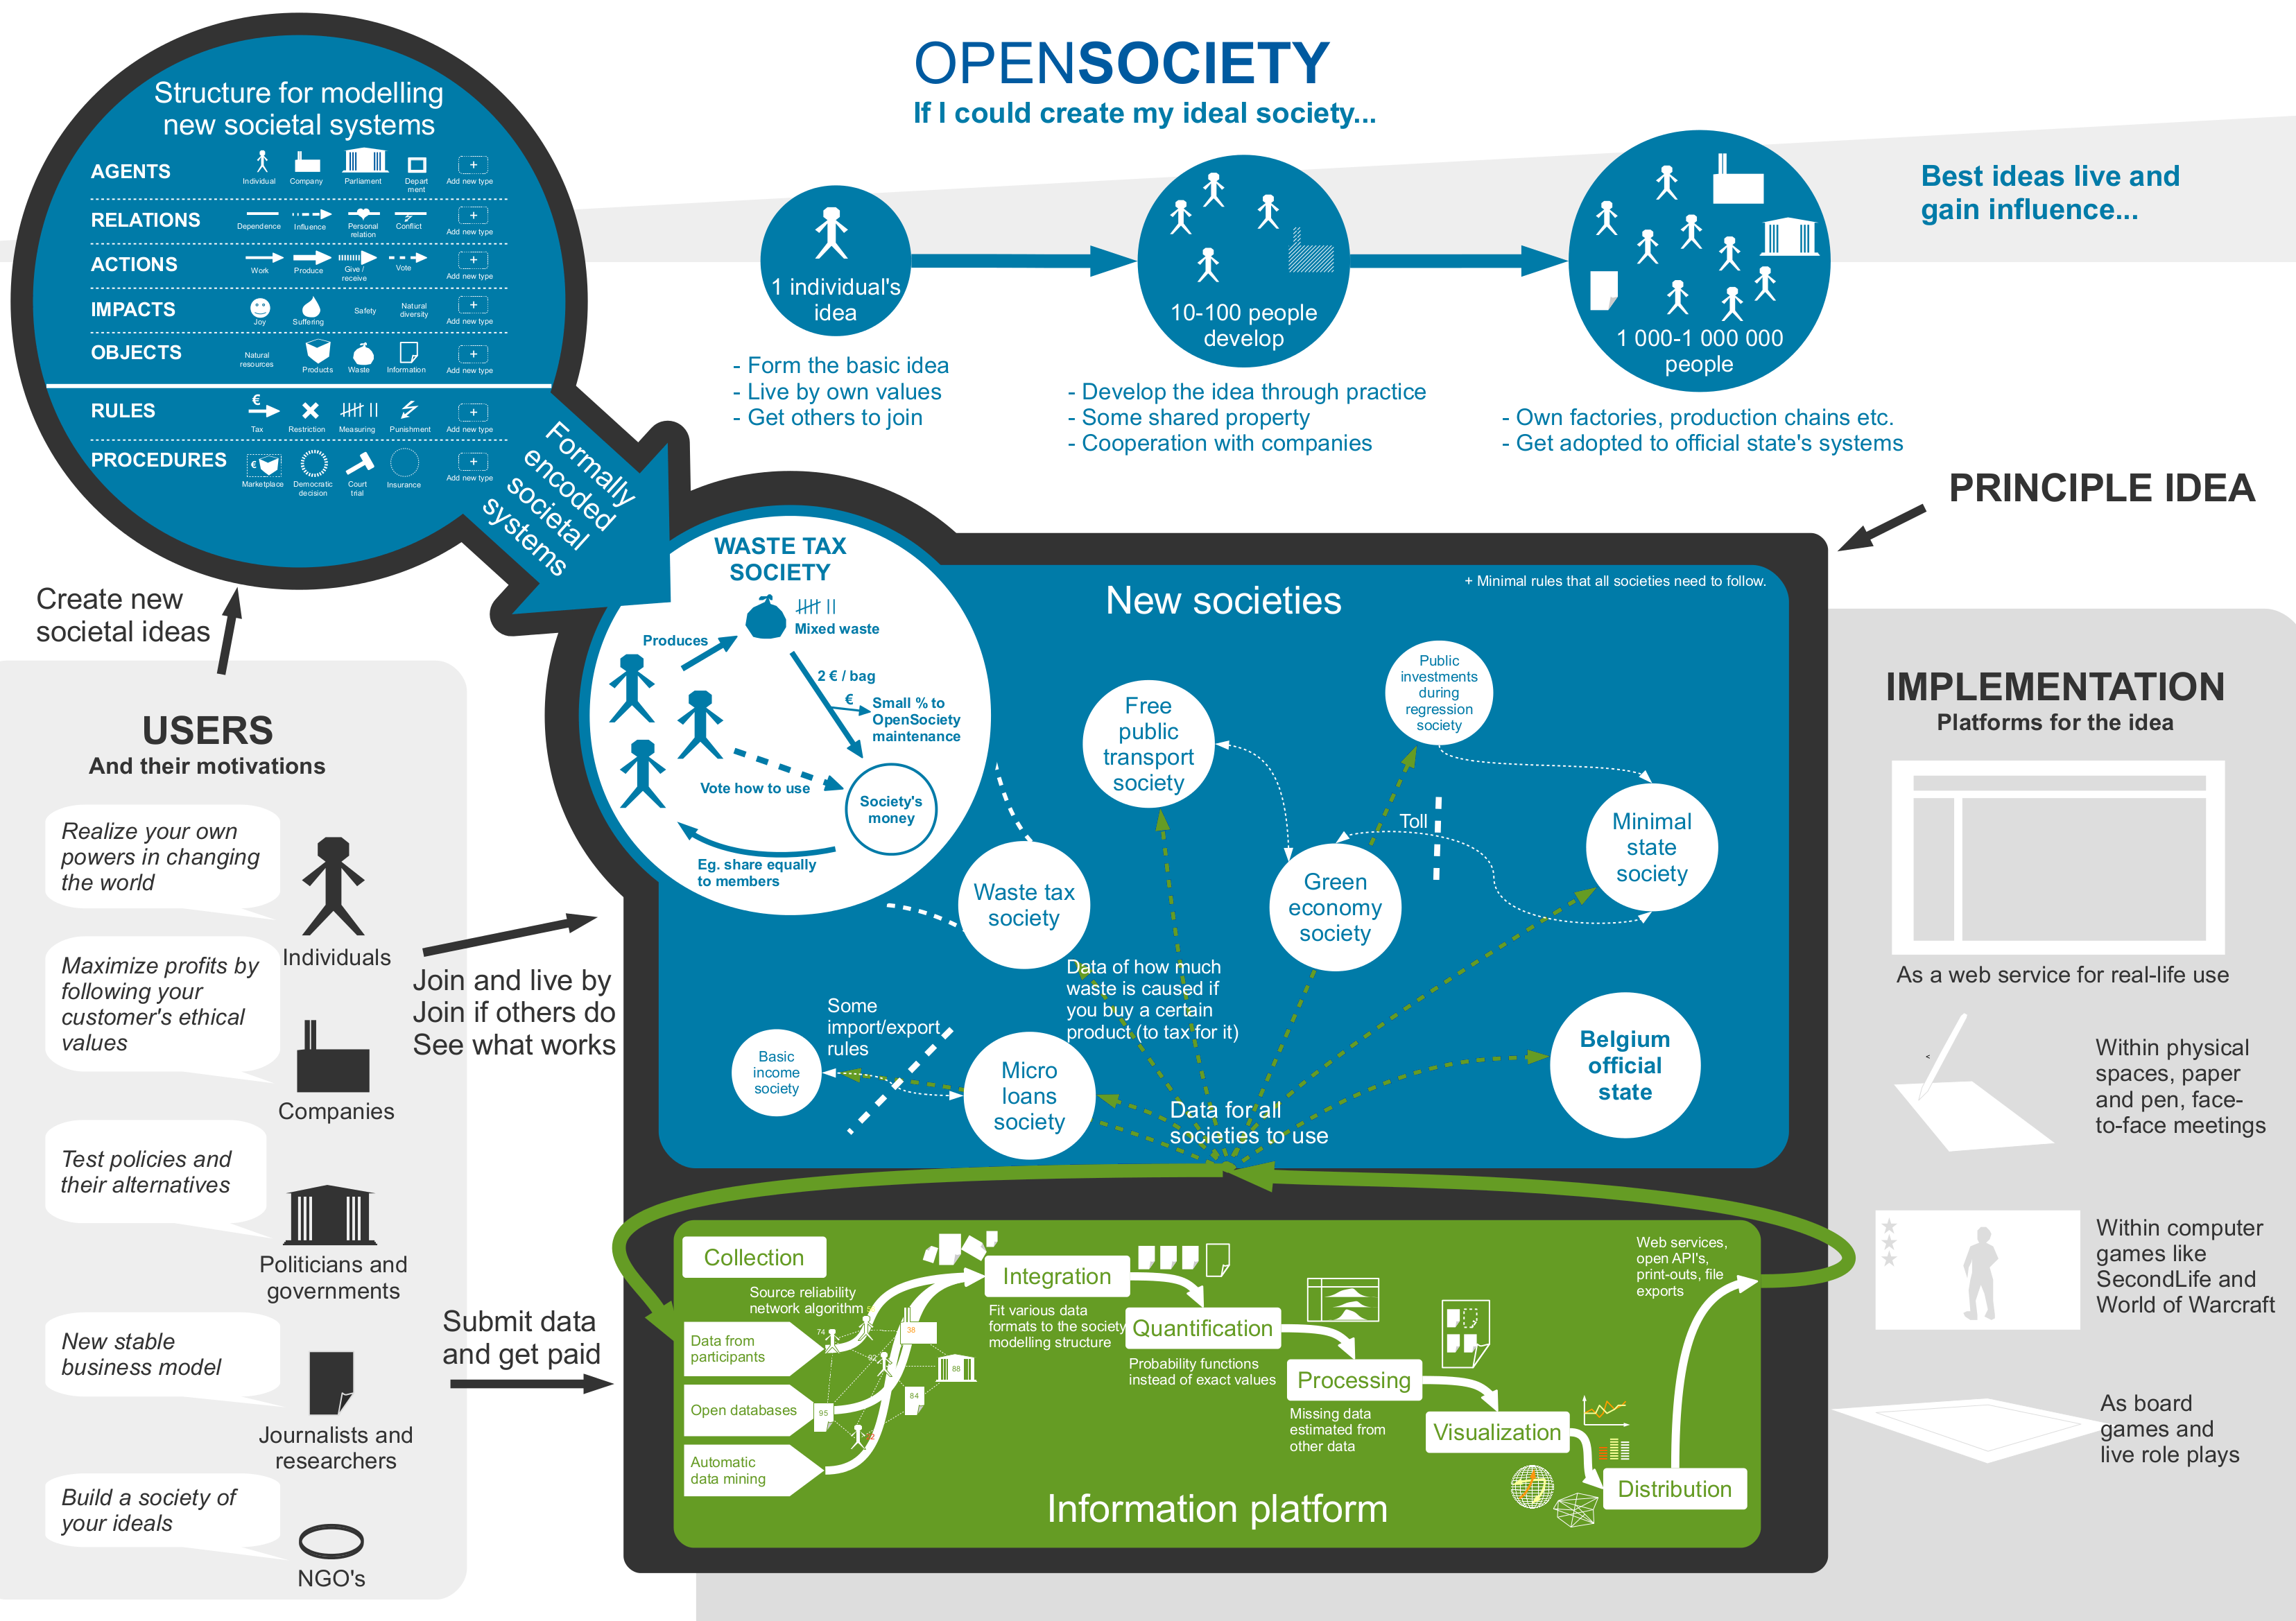 OPENSOCIETY
If I could create my ideal society...
Structure for modelling
new societal systems
AGENTS
Individual
Company
Parliament
Depart
ment
Add new type
RELATIONS
Dependence
Influence
Personal
relation
Conflict
Add new type
ACTIONS
Work
Produce
Give /
receive
Vote
Add new type
IMPACTS
Joy
Suffering
Safety
Natural
diversity
Add new type
OBJECTS
Natural
resources
Products
Waste
Information
Add new type
RULES
€
Tax
Restriction
Measuring
Punishment
Add new type
PROCEDURES
€
Marketplace
Democratic
decision
Court
trial
Insurance
Add new type
Formally
encoded
societal
systems
1 individual's
idea
- Form the basic idea
- Live by own values
- Get others to join
10-100 people
develop
- Develop the idea through practice
- Some shared property
- Cooperation with companies
1 000-1 000 000
people
- Own factories, production chains etc.
- Get adopted to official state's systems
Best ideas live and
gain influence...
PRINCIPLE IDEA
Create new
societal ideas
USERS
And their motivations
Realize your own
powers in changing
the world
Individuals
Maximize profits by
following your
customer's ethical
values
Companies
Test policies and
their alternatives
Politicians and
governments
New stable
business model
Journalists and
researchers
Build a society of
your ideals
NGO's
Join and live by
Join if others do
See what works
Submit data
and get paid
WASTE TAX
SOCIETY
Produces
Mixed waste
2 € / bag
€
Small % to
OpenSociety
maintenance
Vote how to use
Society's
money
Eg. share equally
to members
New societies
+ Minimal rules that all societies need to follow.
Free
public
transport
society
Public
investments
during
regression
society
Toll
Minimal
state
society
Waste tax
society
Green
economy
society
Data of how much
waste is caused if
you buy a certain
product (to tax for it)
Some
import/export
rules
Basic
income
society
Micro
loans
society
Belgium
official
state
Data for all
societies to use
Collection
Source reliability
network algorithm
Data from
participants
Open databases
Automatic
data mining
74
92
38
88
84
95
Integration
Fit various data
formats to the society
modelling structure
Quantification
Probability functions
instead of exact values
Processing
Missing data
estimated from
other data
Visualization
Distribution
Web services,
open API's,
print-outs, file
exports
Information platform
IMPLEMENTATION
Platforms for the idea
As a web service for real-life use
Within physical
spaces, paper
and pen, face-
to-face meetings
Within computer
games like
SecondLife and
World of Warcraft
As board
games and
live role plays